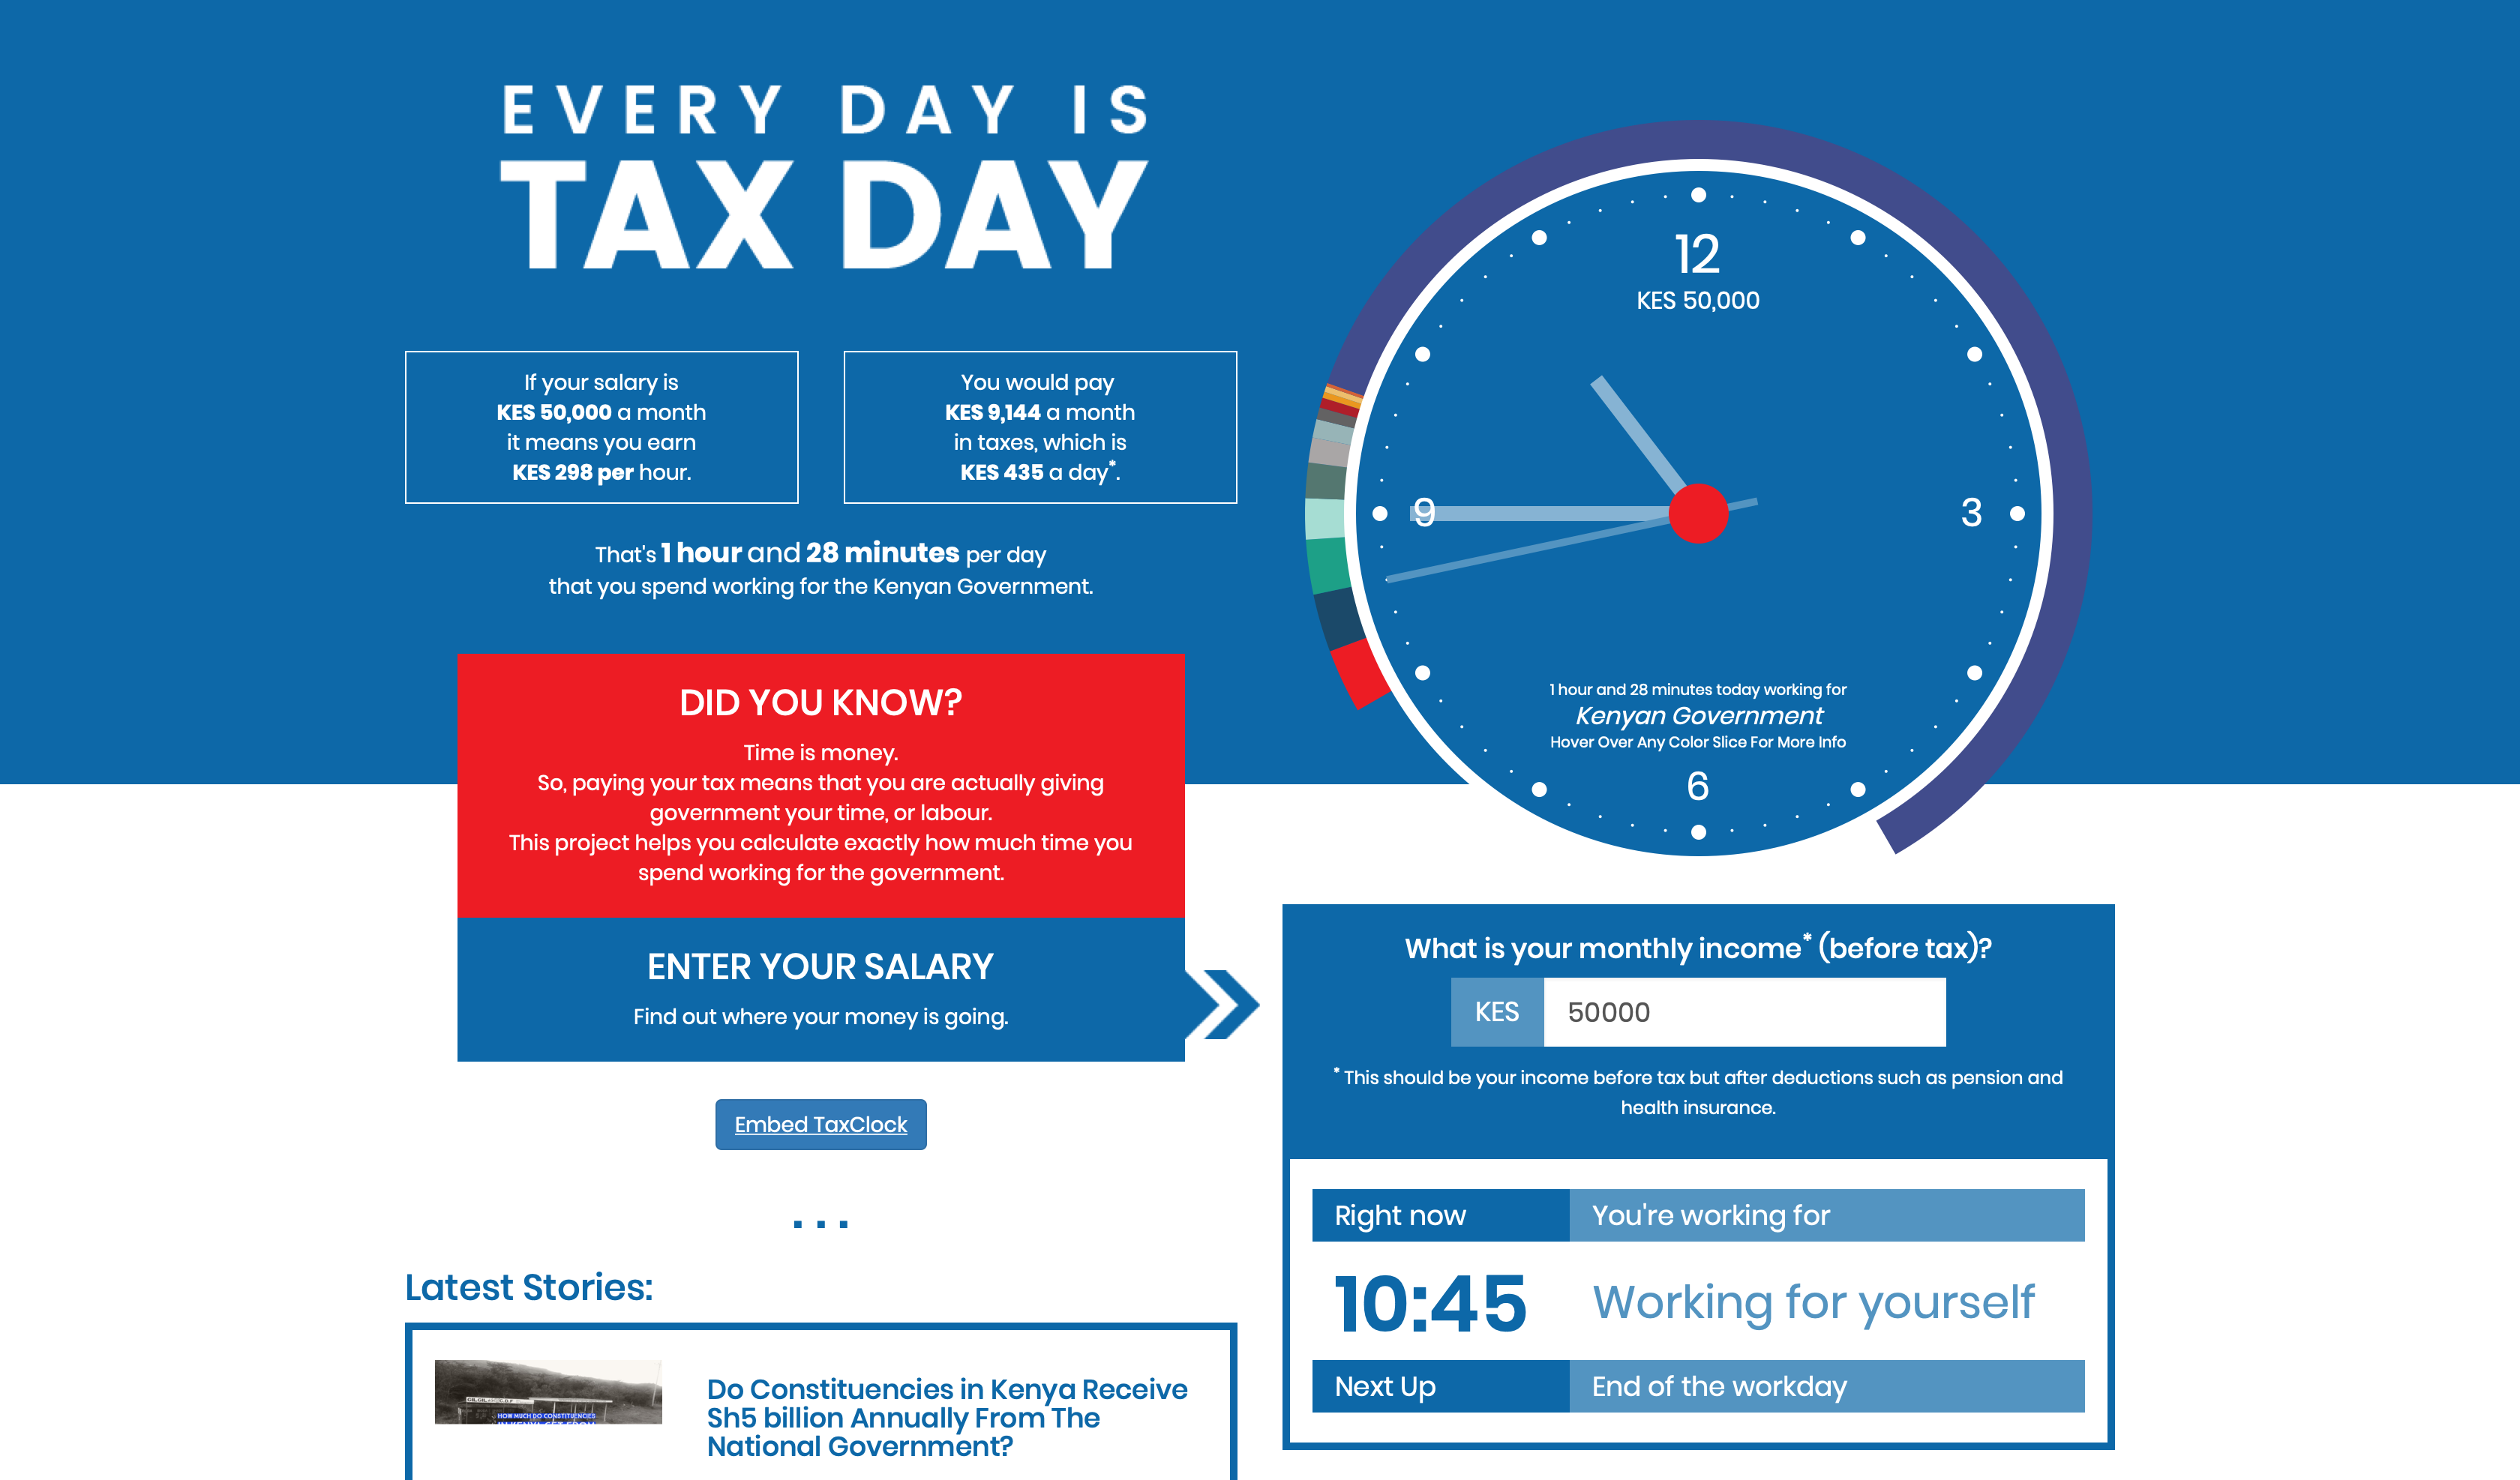 EVERY DAY IS
TAX DAY
If your salary is
KES 50,000 a month
it means you earn
KES 298 per hour.
You would pay
KES 9,144 a month
in taxes, which is
KES 435 a day*.
That's 1 hour and 28 minutes per day
that you spend working for the Kenyan Government.
DID YOU KNOW?
Time is money.
So, paying your tax means that you are actually giving
government your time, or labour.
This project helps you calculate exactly how much time you
spend working for the government.
ENTER YOUR SALARY
Find out where your money is going.
Embed TaxClock
...
Latest Stories:
HOW MUCH DO CONSTITUENCIES
Do Constituencies in Kenya Receive
Sh5 billion Annually From The
National Government?
12
KES 50,000
9
3
1 hour and 28 minutes today working for
Kenyan Government
Hover Over Any Color Slice For More Info
6
What is your monthly income* (before tax)?
KES 50000
* This should be your income before tax but after deductions such as pension and
health insurance.
Right now You're working for
10:45 Working for yourself
Next Up End of the workday